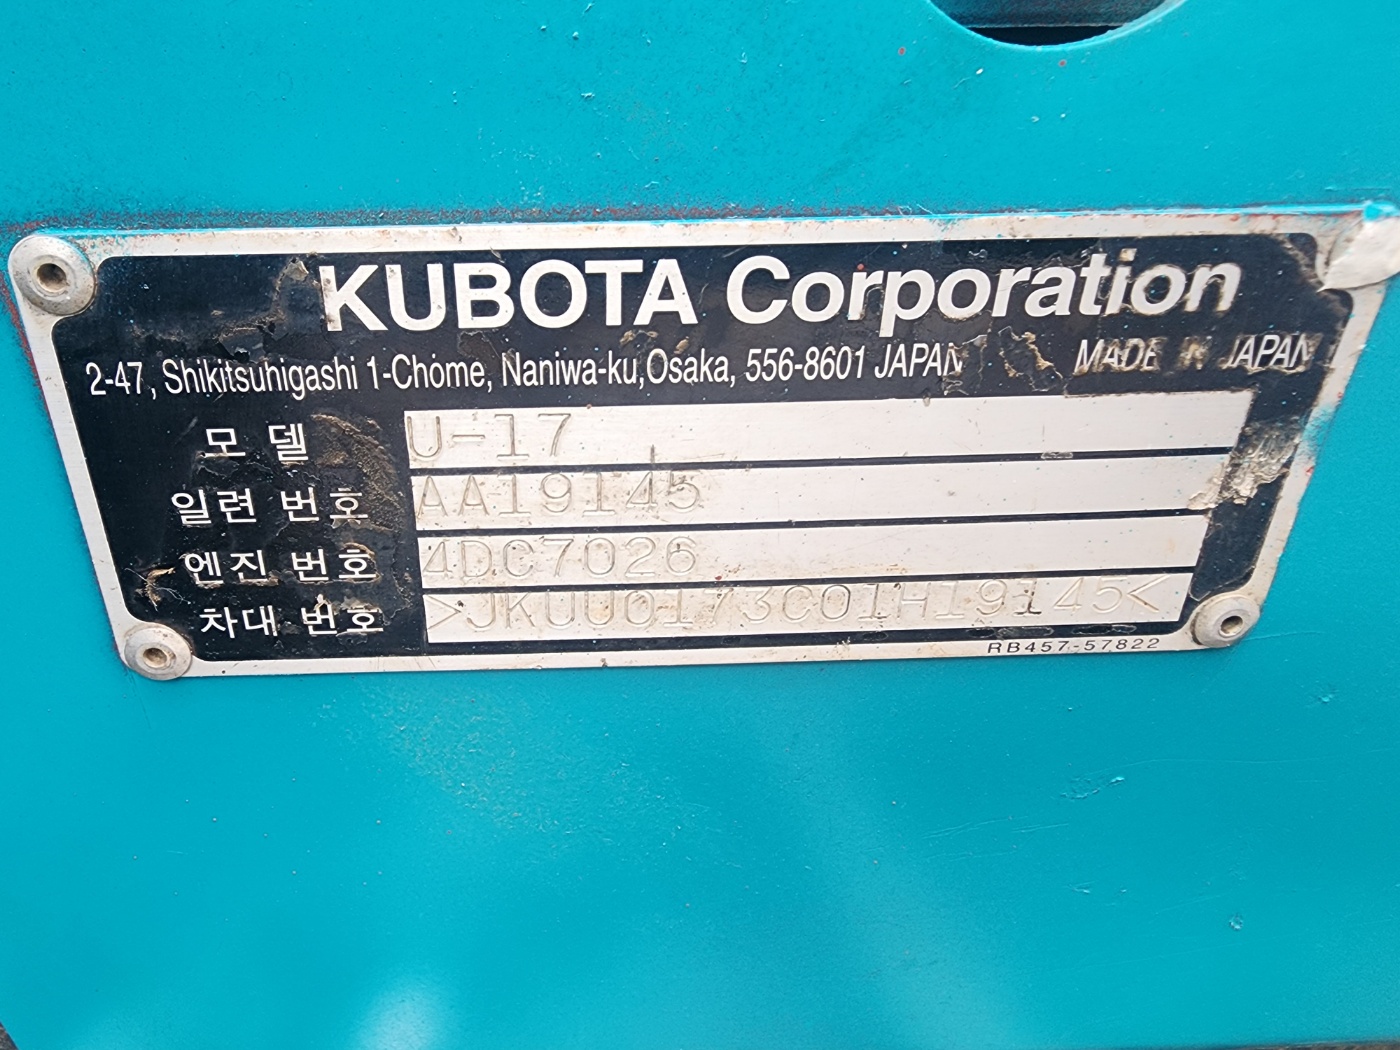 KUBOTA Corporation
2-47, Shikitsuhigashi 1-Chome, Naniwa-ku, Osaka, 556-8601 JAPAN MADE IN JAPAN
모 델 U-17
일련 번호 AA19145
엔진 번호 4DC7026
차대 번호 >JKUU0173C01H19145<
RB457-57822